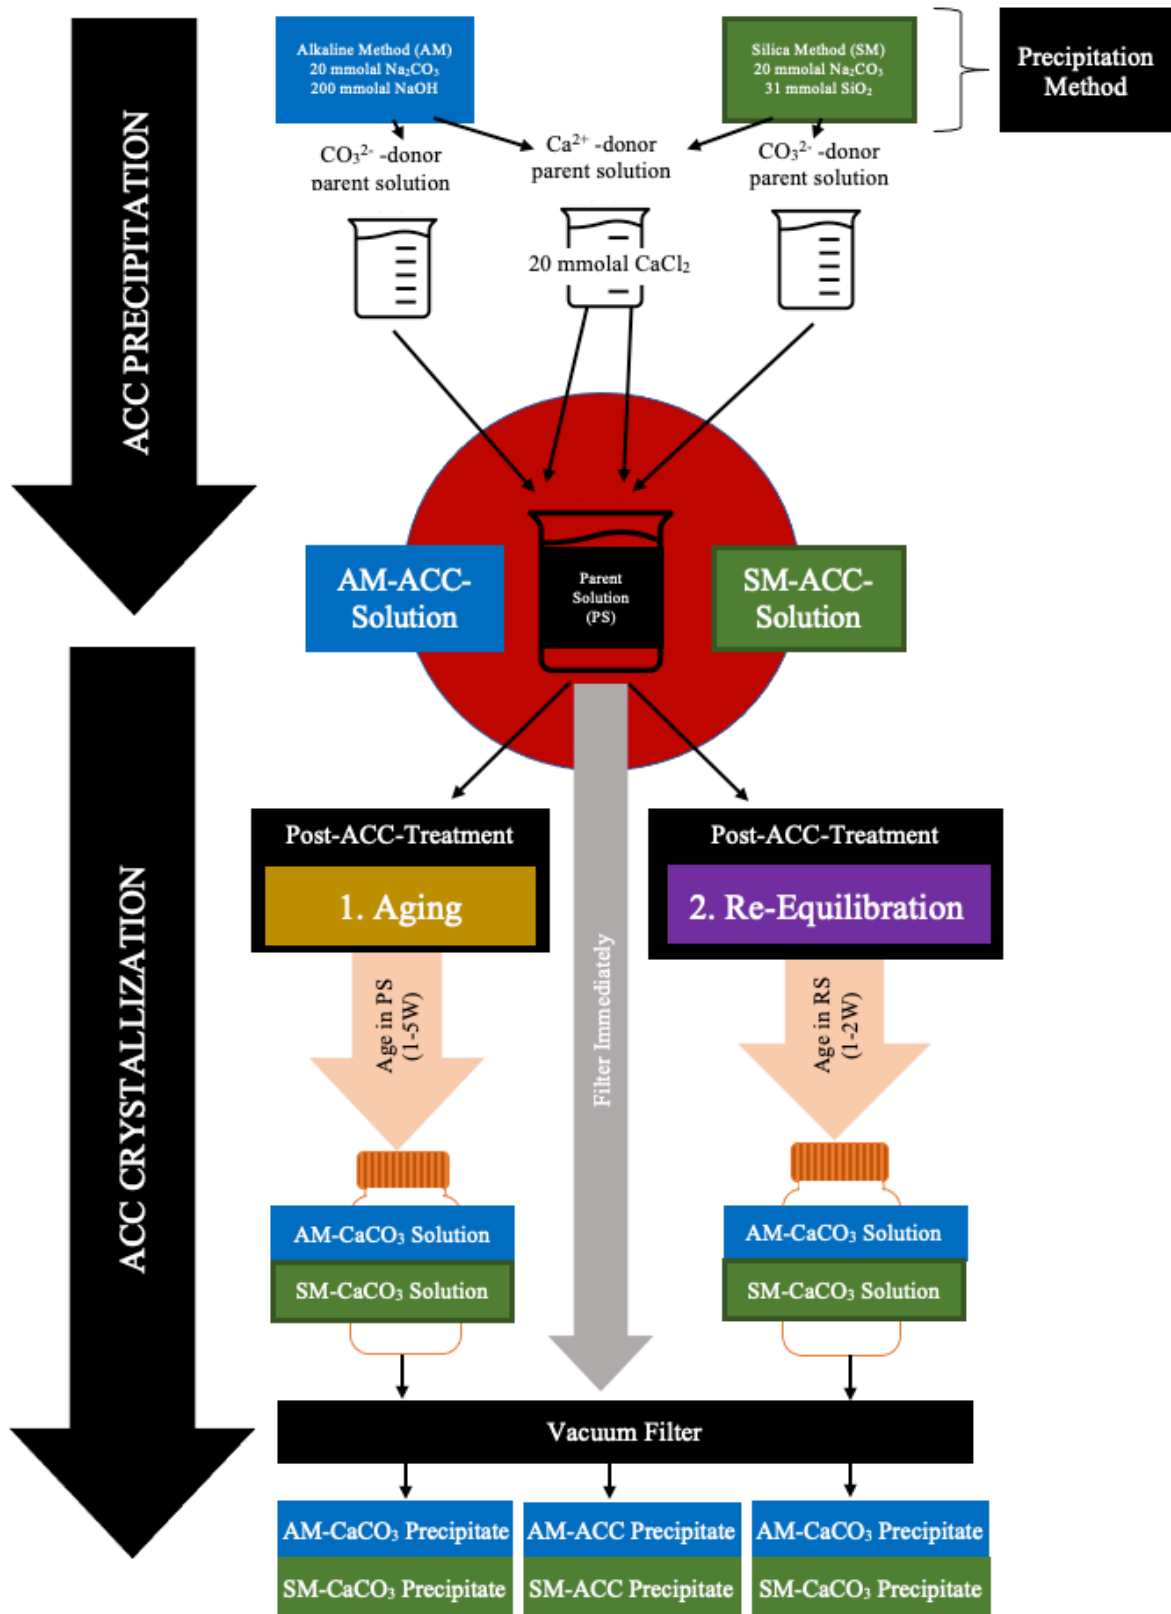 ACC PRECIPITATION
Alkaline Method (AM)
20 mmolal Na₂CO₃
200 mmolal NaOH
Silica Method (SM)
20 mmolal Na₂CO₃
31 mmolal SiO₂
Precipitation
Method
CO₃²⁻ -donor
parent solution
Ca²⁺ -donor
parent solution
CO₃²⁻ -donor
parent solution
20 mmolal CaCl₂
AM-ACC-
Solution
Parent
Solution
(PS)
SM-ACC-
Solution
ACC CRYSTALLIZATION
Post-ACC-Treatment
1. Aging
Post-ACC-Treatment
2. Re-Equilibration
Age in PS
(1-5W)
Filter Immediately
Age in RS
(1-2W)
AM-CaCO₃ Solution
SM-CaCO₃ Solution
AM-CaCO₃ Solution
SM-CaCO₃ Solution
Vacuum Filter
AM-CaCO₃ Precipitate
SM-CaCO₃ Precipitate
AM-ACC Precipitate
SM-ACC Precipitate
AM-CaCO₃ Precipitate
SM-CaCO₃ Precipitate